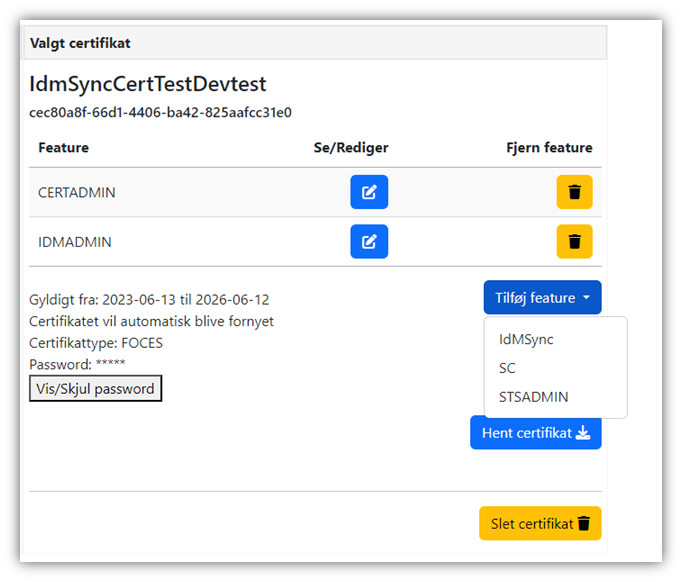 Valgt certifikat
IdmSyncCertTestDevtest
cec80a8f-66d1-4406-ba42-825aafcc31e0
Feature Se/Rediger Fjern feature
CERTADMIN
IDMADMIN
Gyldigt fra: 2023-06-13 til 2026-06-12
Certifikatet vil automatisk blive fornyet
Certifikattype: FOCES
Password: *****
Vis/Skjul password
Tilføj feature
IdMSync
SC
STSADMIN
Hent certifikat
Slet certifikat